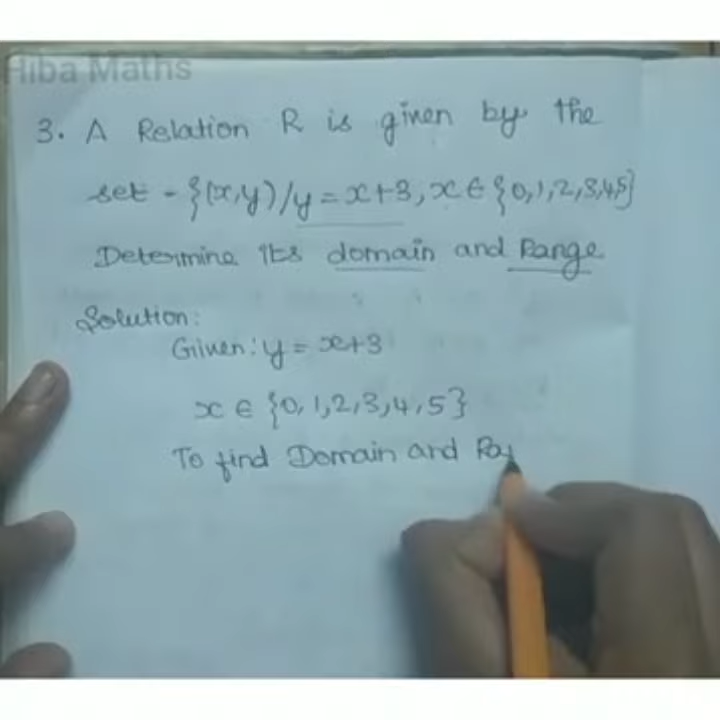 Hiba Maths
3. A Relation R is given by the
set - {(x,y)/y = x+3, x ∈ {0,1,2,3,4,5}
Determine its domain and Range
Solution:
Given: y = x+3
x ∈ {0,1,2,3,4,5}
To find Domain and Ra